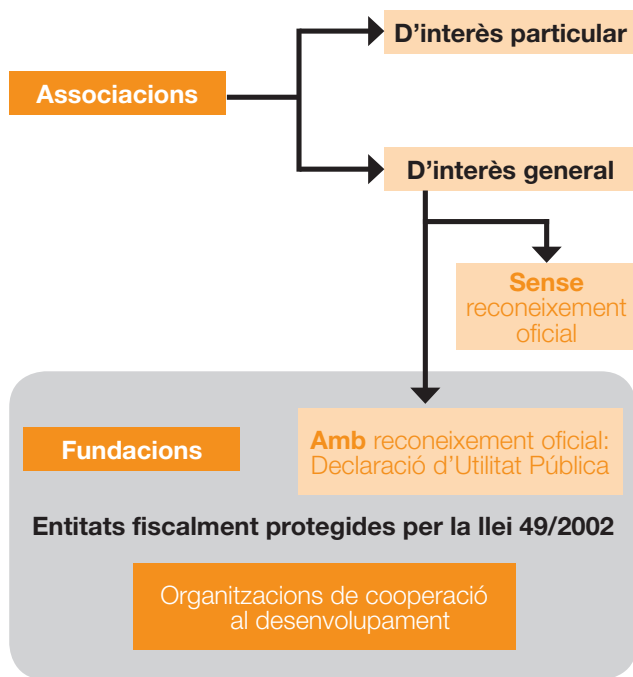 D'interès particular
Associacions
D'interès general
Sense
reconeixement
oficial
Fundacions
Amb reconeixement oficial:
Declaració d'Utilitat Pública
Entitats fiscalment protegides per la llei 49/2002
Organitzacions de cooperació
al desenvolupament